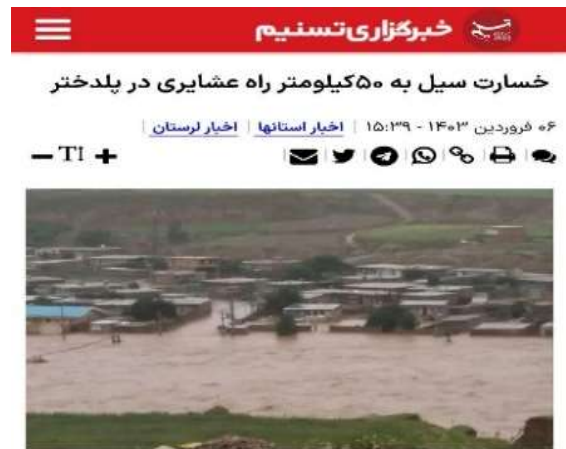 خبرگزاری تسنیم
خسارت سیل به ۵۰کیلومتر راه عشایری در پلدختر
۰۶ فروردین ۱۴۰۳ - ۱۵:۳۹ | اخبار استانها | اخبار لرستان |
− TI +